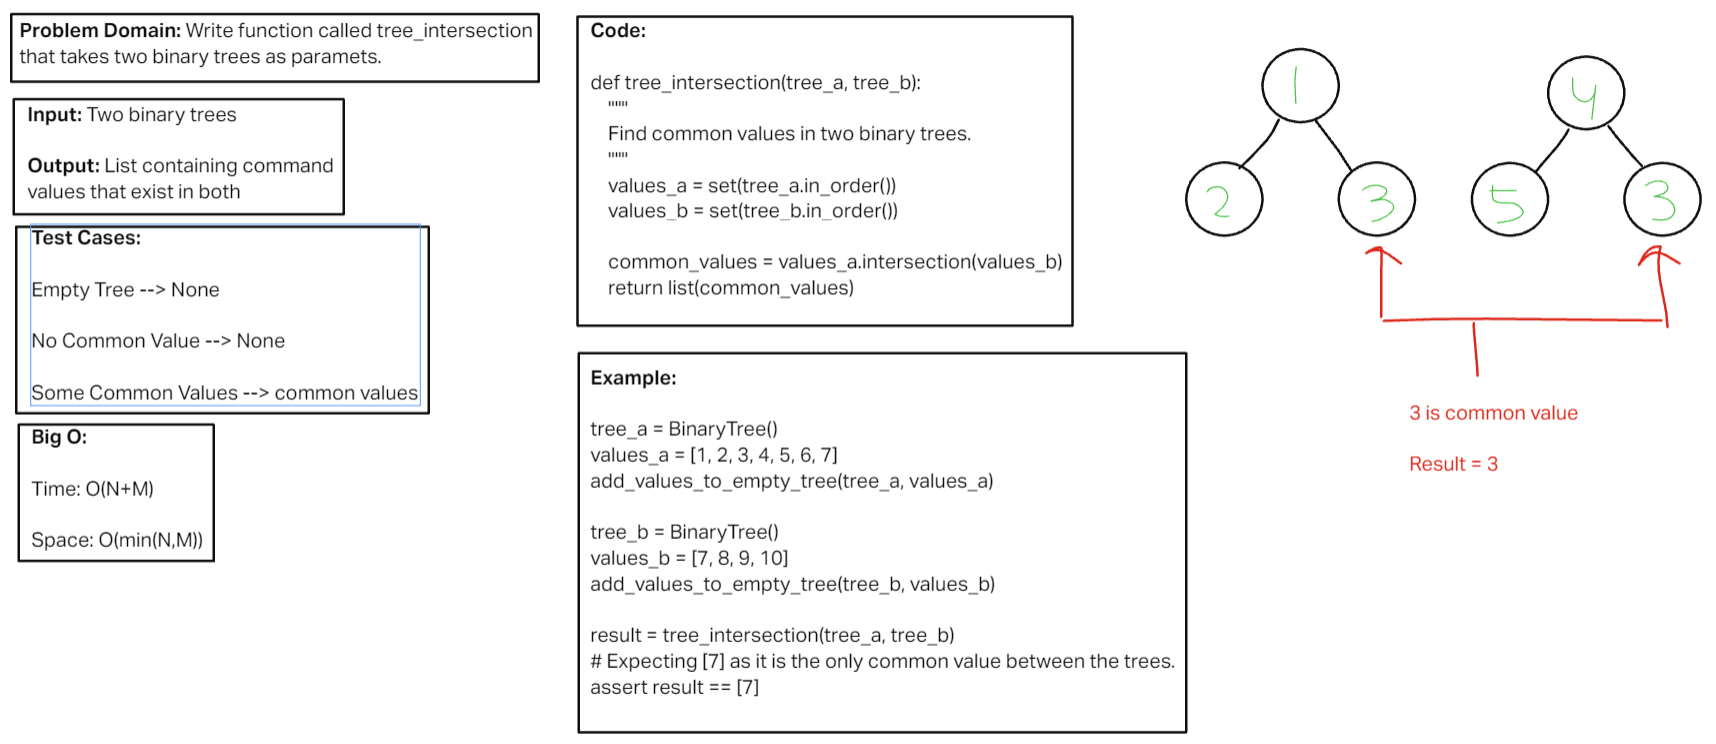 Problem Domain: Write function called tree_intersection
that takes two binary trees as paramets.
Input: Two binary trees
Output: List containing command
values that exist in both
Test Cases:
Empty Tree --> None
No Common Value --> None
Some Common Values --> common values
Big O:
Time: O(N+M)
Space: O(min(N,M))
Code:
def tree_intersection(tree_a, tree_b):
"""
Find common values in two binary trees.
"""
values_a = set(tree_a.in_order())
values_b = set(tree_b.in_order())
common_values = values_a.intersection(values_b)
return list(common_values)
Example:
tree_a = BinaryTree()
values_a = [1, 2, 3, 4, 5, 6, 7]
add_values_to_empty_tree(tree_a, values_a)
tree_b = BinaryTree()
values_b = [7, 8, 9, 10]
add_values_to_empty_tree(tree_b, values_b)
result = tree_intersection(tree_a, tree_b)
# Expecting [7] as it is the only common value between the trees.
assert result == [7]
1
2 3
4
5 3
3 is common value
Result = 3